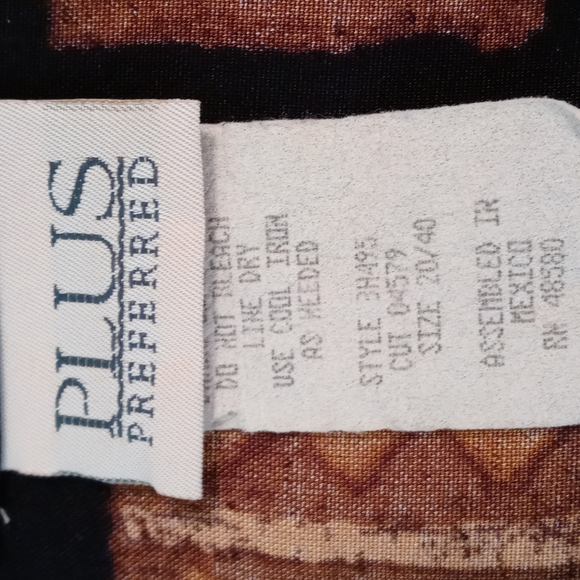 PLUS
PREFERRED
DO NOT BLEACH
LINE DRY
USE COOL IRON
AS NEEDED
STYLE 3H495
CUT 04579
SIZE 20/40
ASSEMBLED IN
MEXICO
RN 48580